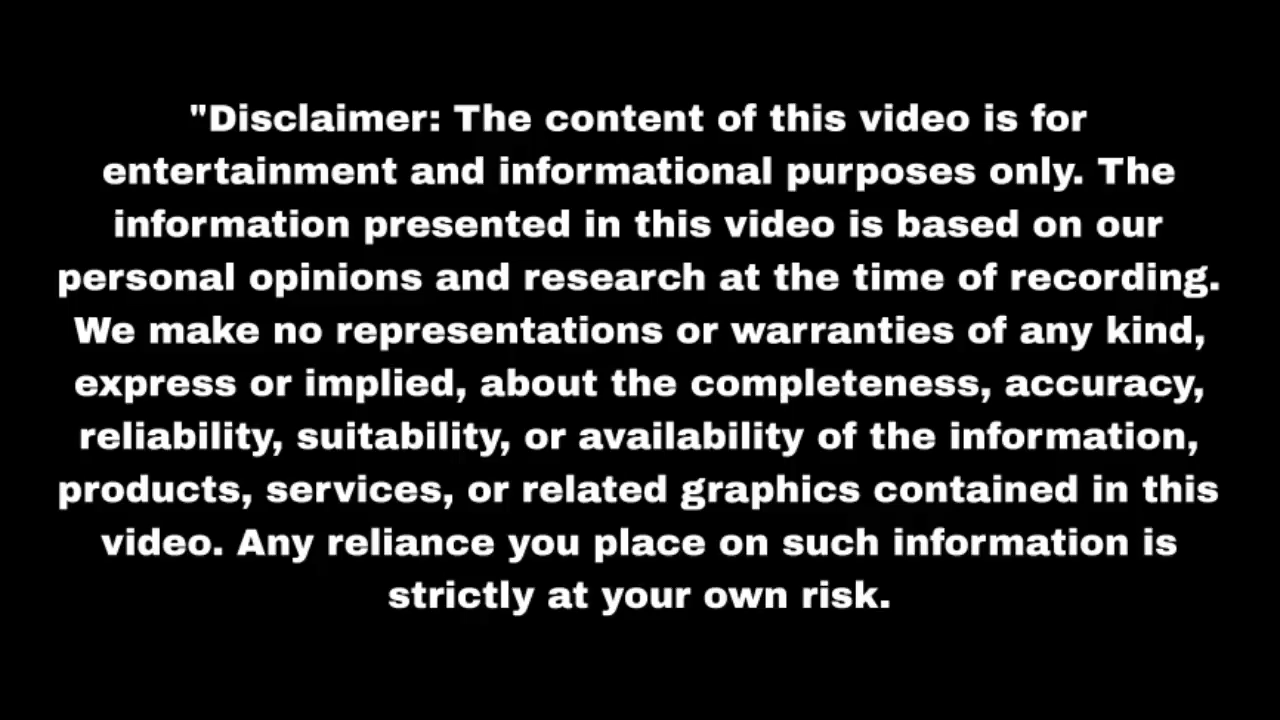 "Disclaimer: The content of this video is for
entertainment and informational purposes only. The
information presented in this video is based on our
personal opinions and research at the time of recording.
We make no representations or warranties of any kind,
express or implied, about the completeness, accuracy,
reliability, suitability, or availability of the information,
products, services, or related graphics contained in this
video. Any reliance you place on such information is
strictly at your own risk.